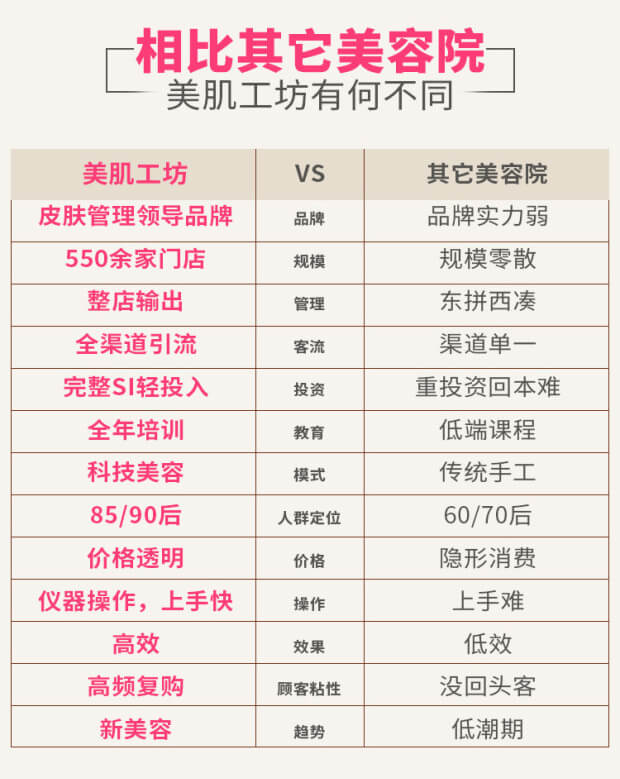 相比其它美容院
美肌工坊有何不同
美肌工坊 VS 其它美容院
皮肤管理领导品牌 品牌 品牌实力弱
550余家门店 规模 规模零散
整店输出 管理 东拼西凑
全渠道引流 客流 渠道单一
完整SI轻投入 投资 重投资回本难
全年培训 教育 低端课程
科技美容 模式 传统手工
85/90后 人群定位 60/70后
价格透明 价格 隐形消费
仪器操作，上手快 操作 上手难
高效 效果 低效
高频复购 顾客粘性 没回头客
新美容 趋势 低潮期